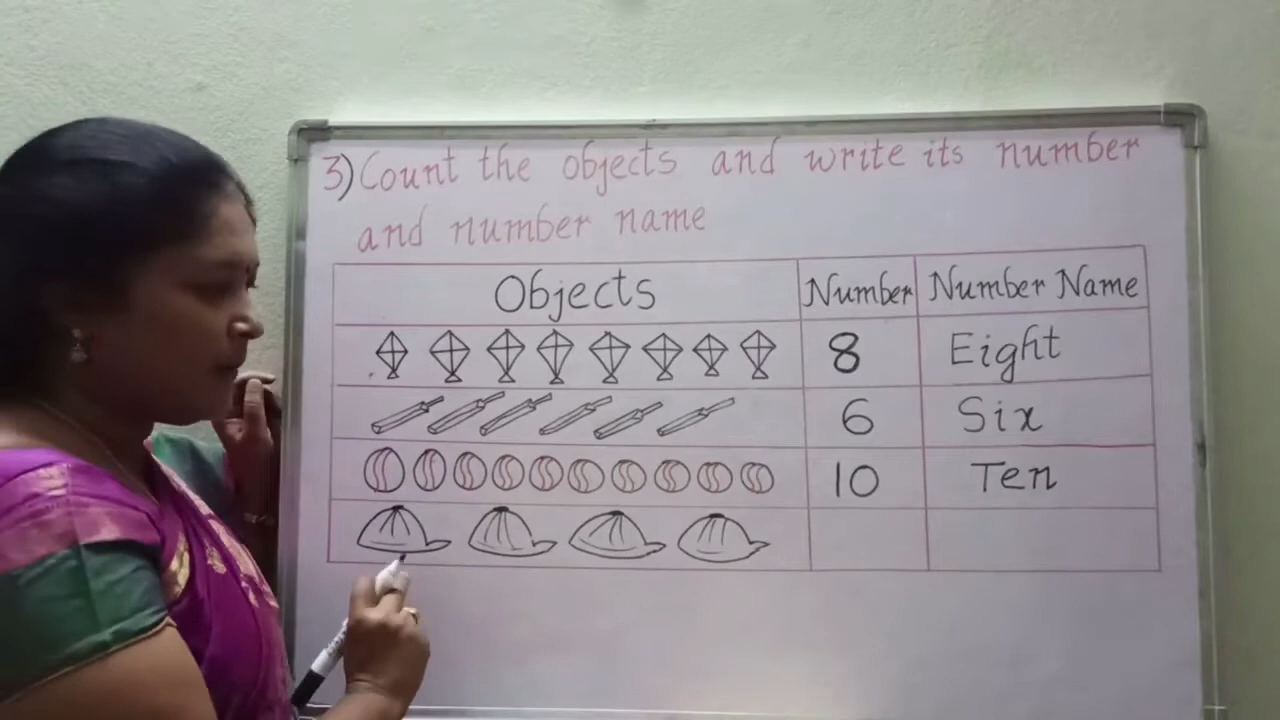 3) Count the objects and write its number
and number name
Objects Number Number Name
8 Eight
6 Six
10 Ten